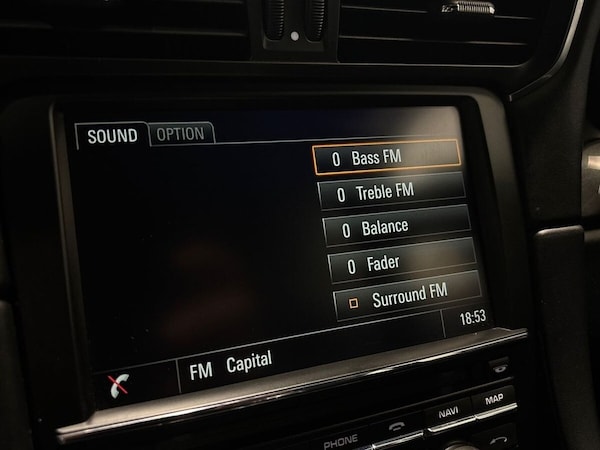 SOUND OPTION
0 Bass FM
0 Treble FM
0 Balance
0 Fader
Surround FM
18:53
FM Capital
PHONE NAVI MAP